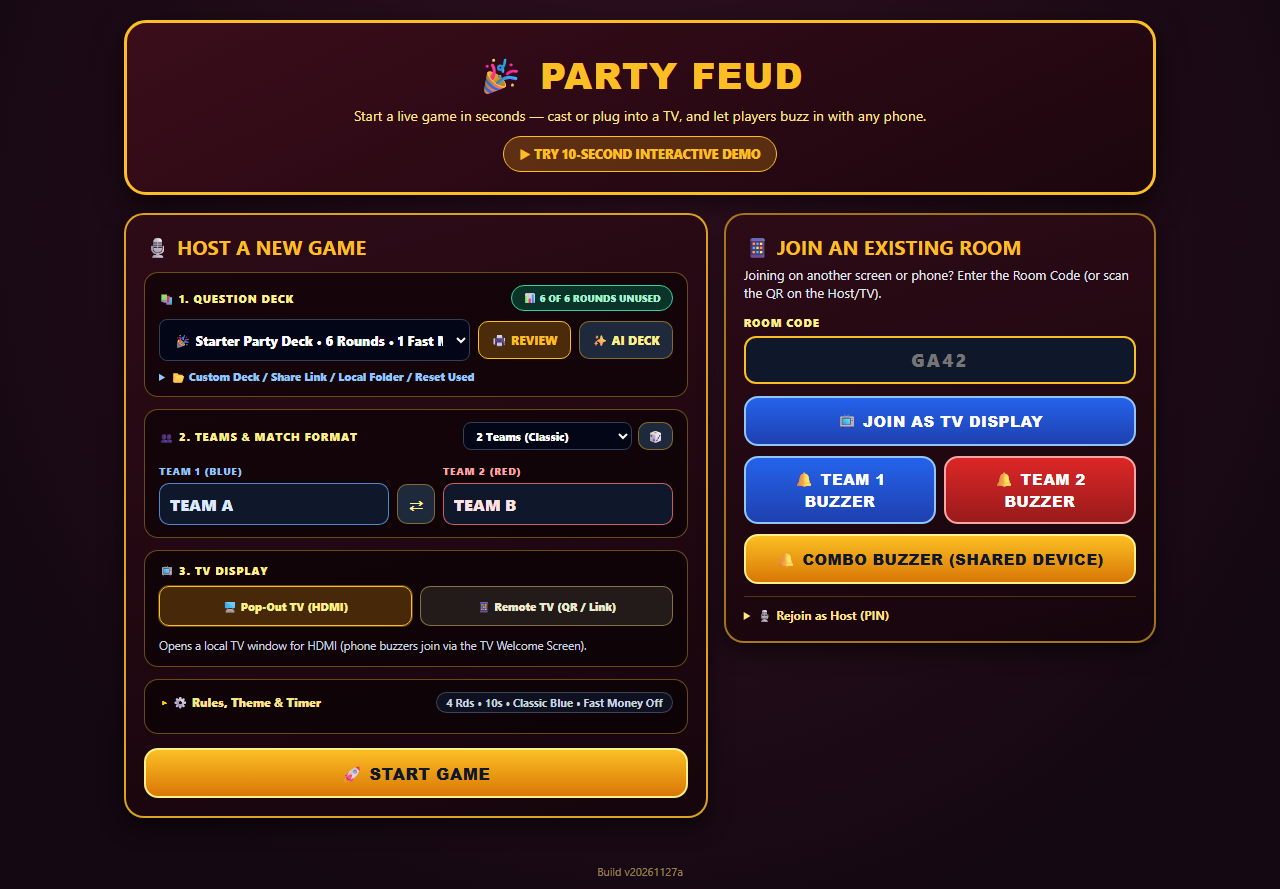 PARTY FEUD
Start a live game in seconds — cast or plug into a TV, and let players buzz in with any phone.
▶ TRY 10-SECOND INTERACTIVE DEMO
HOST A NEW GAME
1. QUESTION DECK
6 OF 6 ROUNDS UNUSED
Starter Party Deck • 6 Rounds • 1 Fast
REVIEW
AI DECK
Custom Deck / Share Link / Local Folder / Reset Used
2. TEAMS & MATCH FORMAT
2 Teams (Classic)
TEAM 1 (BLUE)
TEAM 2 (RED)
TEAM A
⇄
TEAM B
3. TV DISPLAY
Pop-Out TV (HDMI)
Remote TV (QR / Link)
Opens a local TV window for HDMI (phone buzzers join via the TV Welcome Screen).
Rules, Theme & Timer
4 Rds • 10s • Classic Blue • Fast Money Off
START GAME
JOIN AN EXISTING ROOM
Joining on another screen or phone? Enter the Room Code (or scan
the QR on the Host/TV).
ROOM CODE
GA42
JOIN AS TV DISPLAY
TEAM 1
BUZZER
TEAM 2
BUZZER
COMBO BUZZER (SHARED DEVICE)
Rejoin as Host (PIN)
Build v20261127a